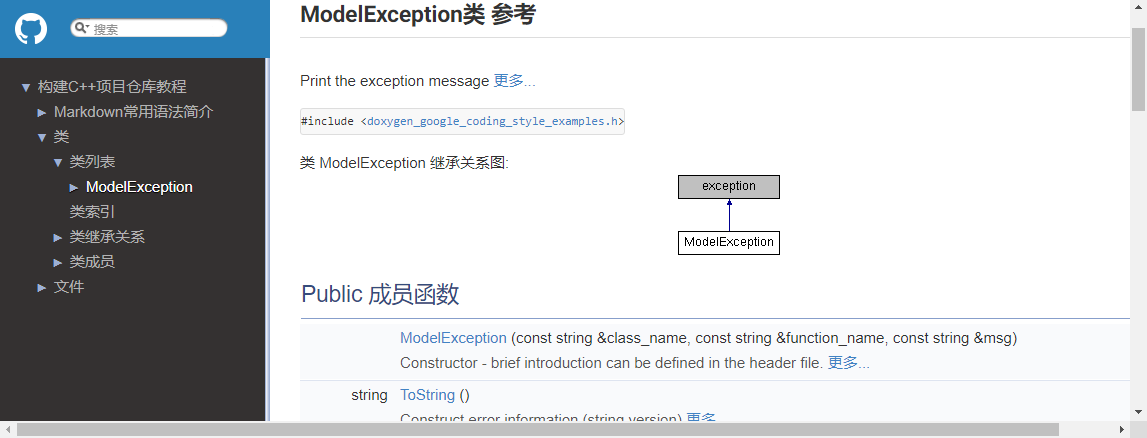 ModelException类 参考
搜索
构建C++项目仓库教程
Markdown常用语法简介
类
类列表
ModelException
类索引
类继承关系
类成员
文件
Print the exception message 更多...
#include <doxygen_google_coding_style_examples.h>
类 ModelException 继承关系图:
exception
ModelException
Public 成员函数
ModelException (const string &class_name, const string &function_name, const string &msg)
Constructor - brief introduction can be defined in the header file. 更多...
string ToString ()
Construct error information (string version) 更多...